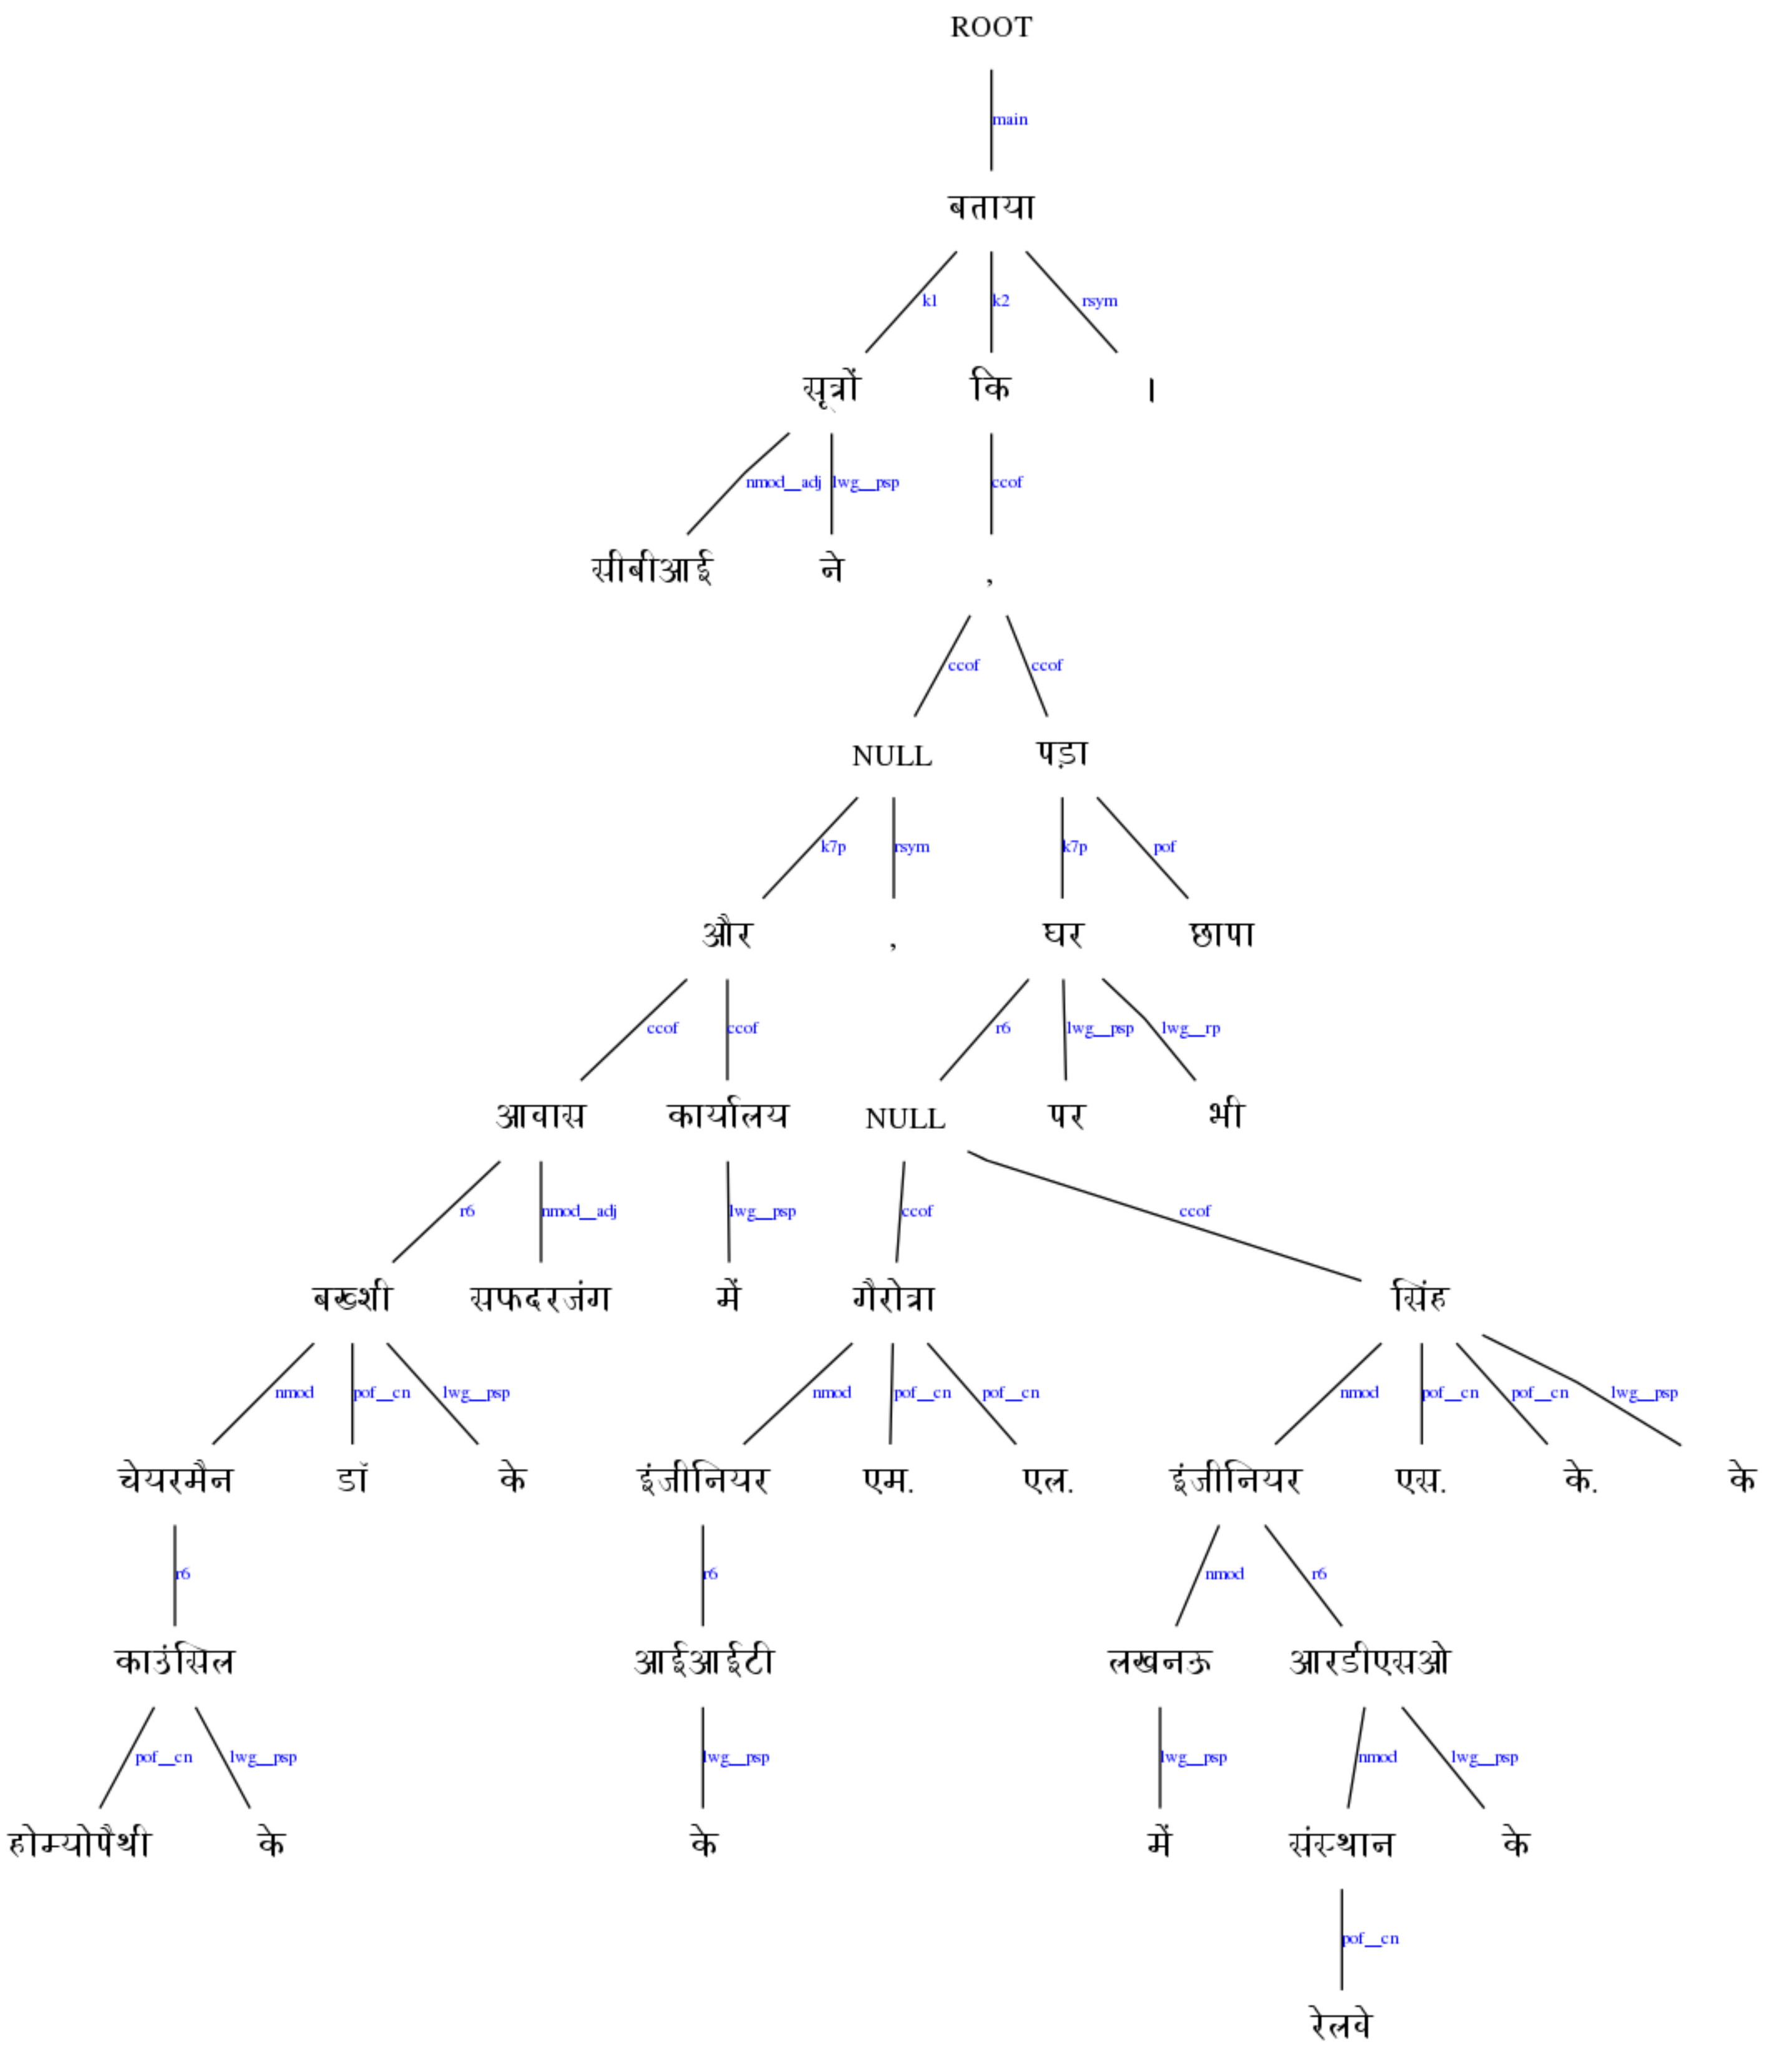 ROOT
main
बताया
k1 k2 rsym
सूत्रों कि ।
nmod__adj lwg__psp ccof
सीबीआई ने ,
ccof ccof
NULL पड़ा
k7p rsym k7p pof
और , घर छापा
ccof ccof r6 lwg__psp lwg__rp
आवास कार्यालय NULL पर भी
r6 nmod__adj lwg__psp ccof ccof
बख्शी सफदरजंग में गैरोत्रा सिंह
nmod pof__cn lwg__psp nmod pof__cn pof__cn nmod pof__cn pof__cn lwg__psp
चेयरमैन डॉ के इंजीनियर एम. एल. इंजीनियर एस. के. के
r6 r6 nmod r6
काउंसिल आईआईटी लखनऊ आरडीएसओ
pof__cn lwg__psp lwg__psp lwg__psp nmod lwg__psp
होम्योपैथी के के में संस्थान के
pof__cn
रेलवे